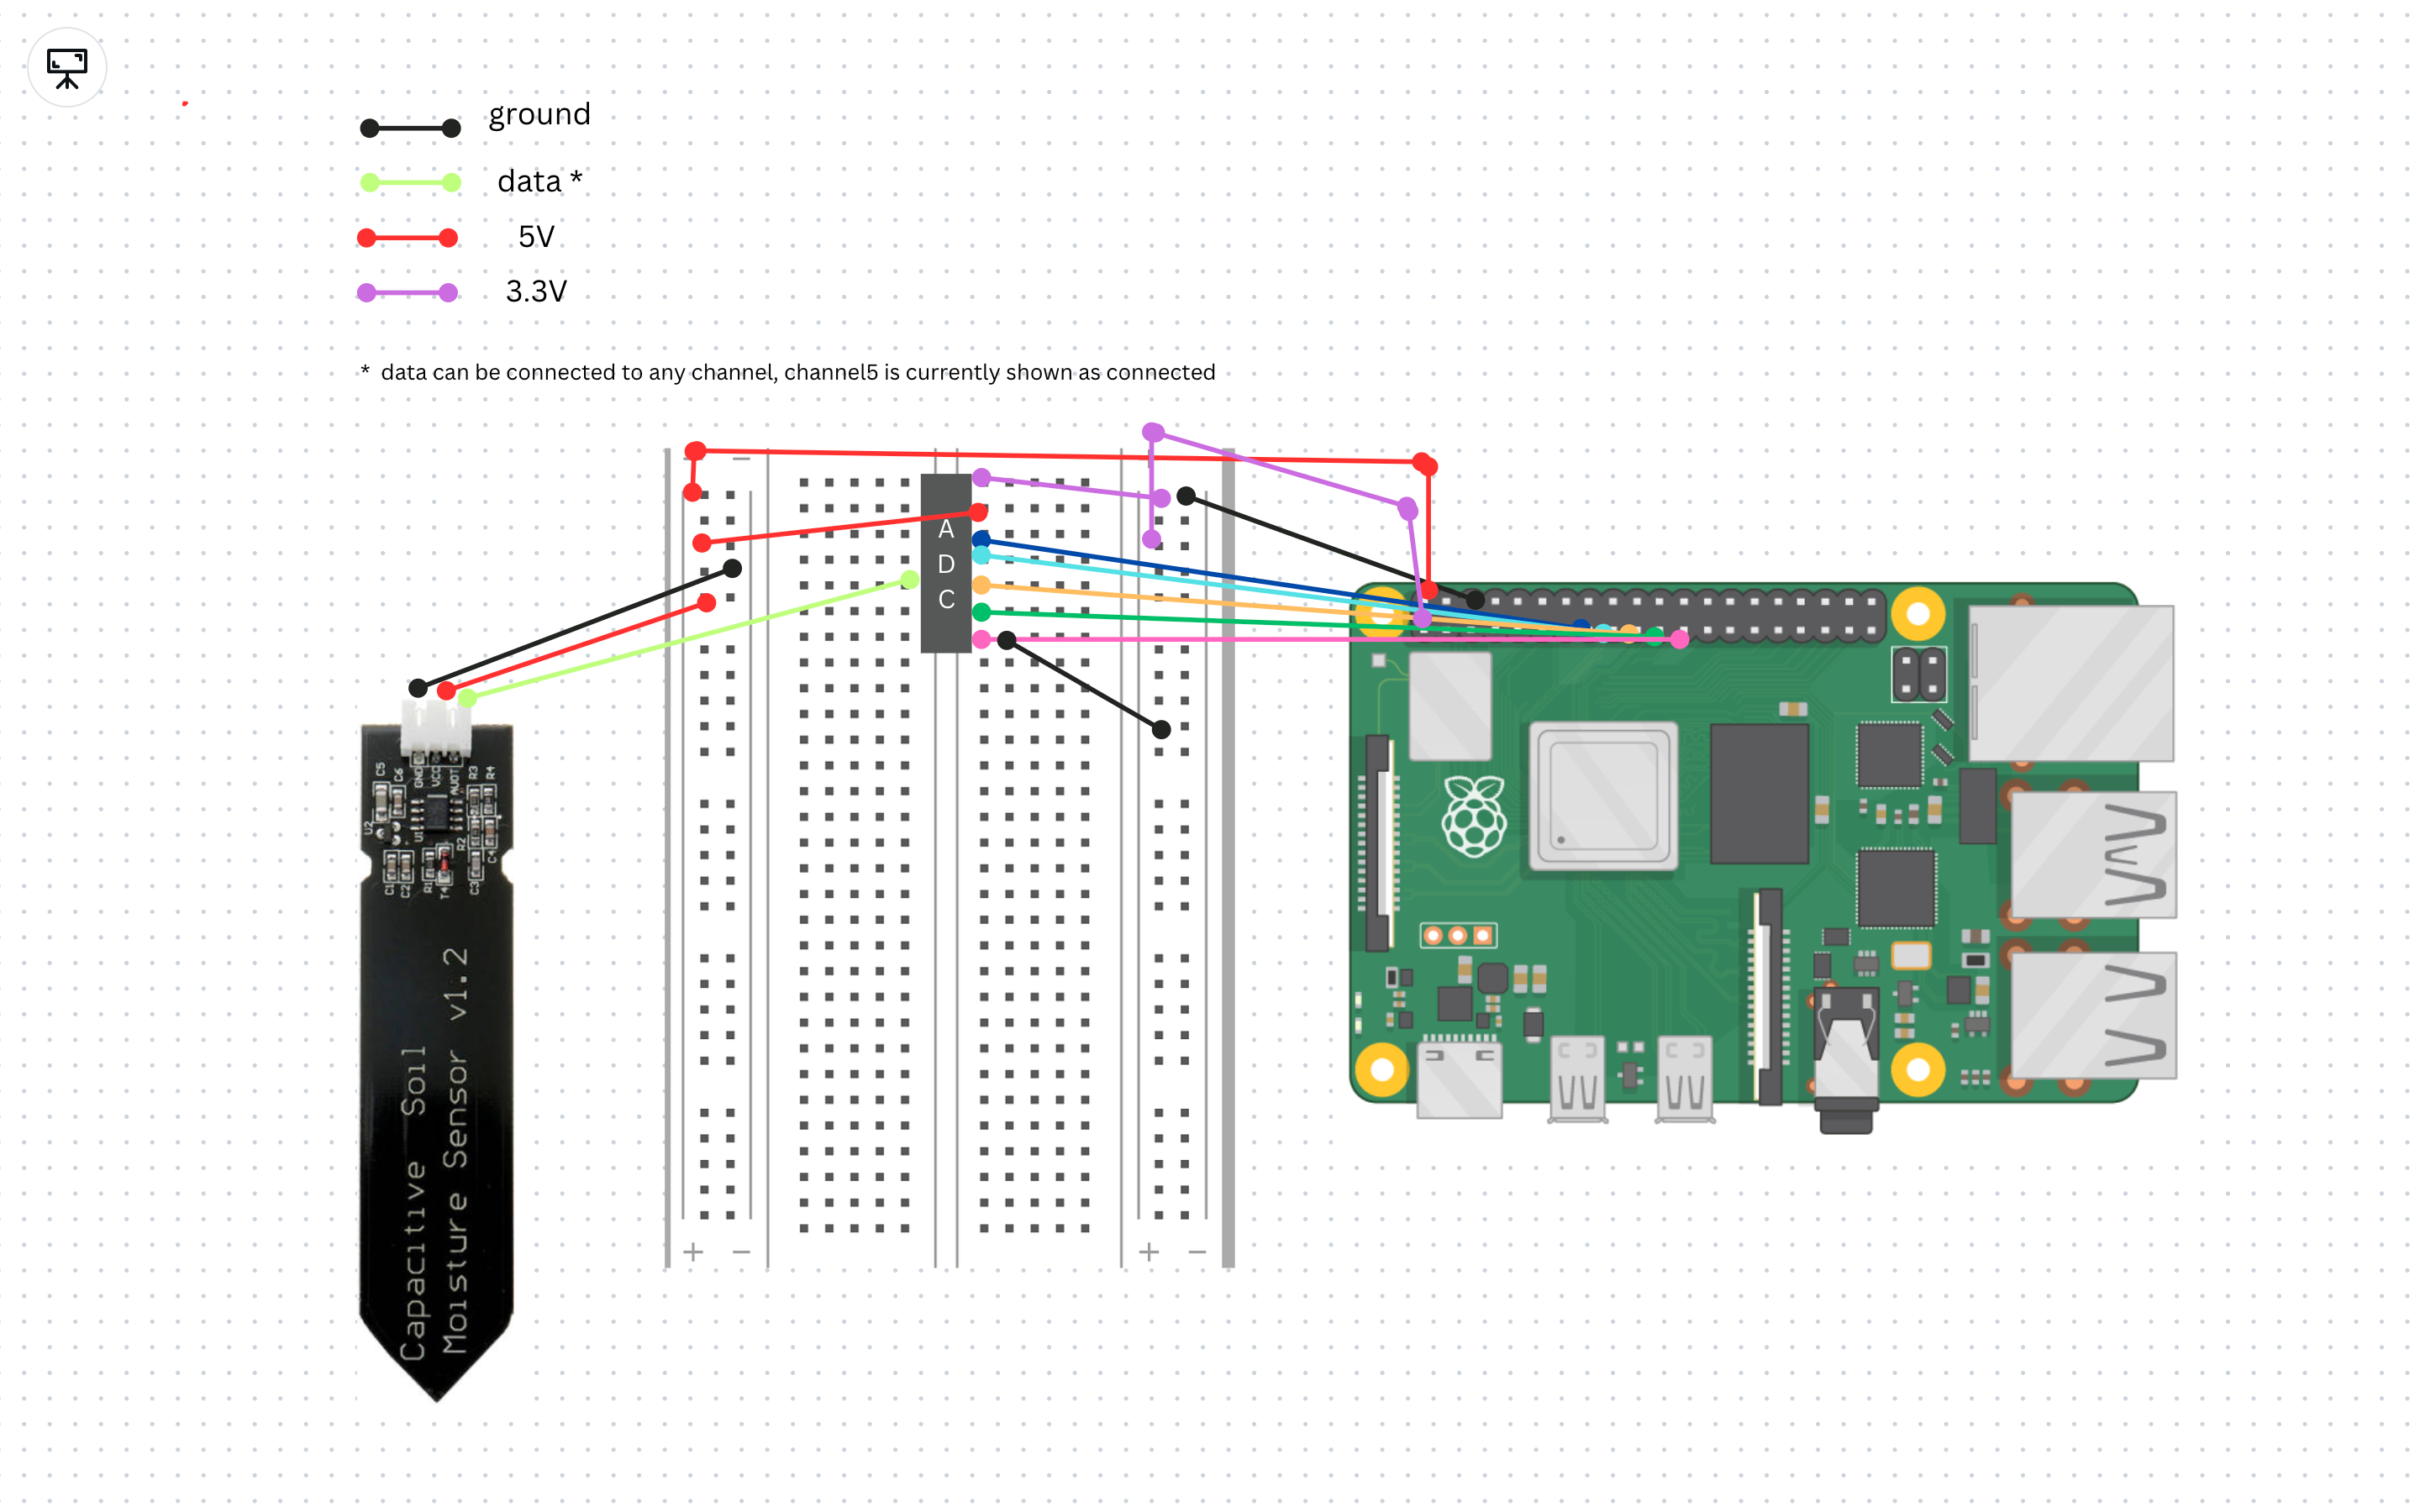 ground
data *
5V
3.3V
* data can be connected to any channel, channel5 is currently shown as connected
A
D
C
+ −
+ −
GND
VCC
AUOT
C5
C6
R3
R4
U2
U1
R2
C4
C1
C2
R1
T4
C3
Capacitive Soil
Moisture Sensor v1.2